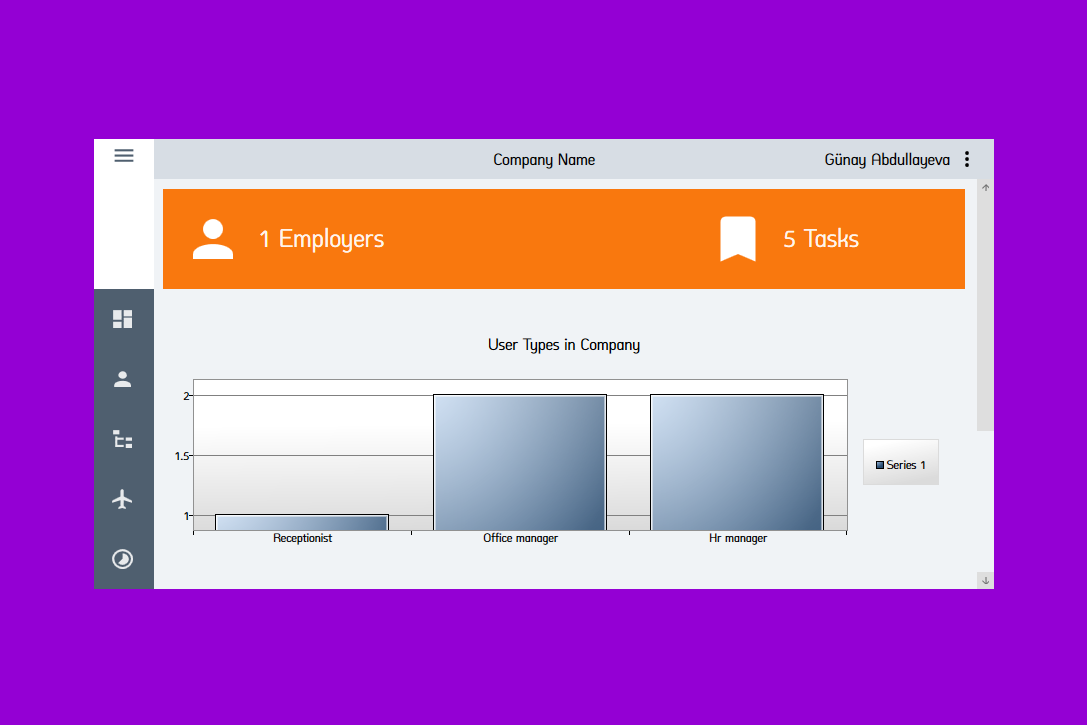 Company Name
Günay Abdullayeva
1 Employers
5 Tasks
User Types in Company
2
1.5
1
Receptionist
Office manager
Hr manager
Series 1